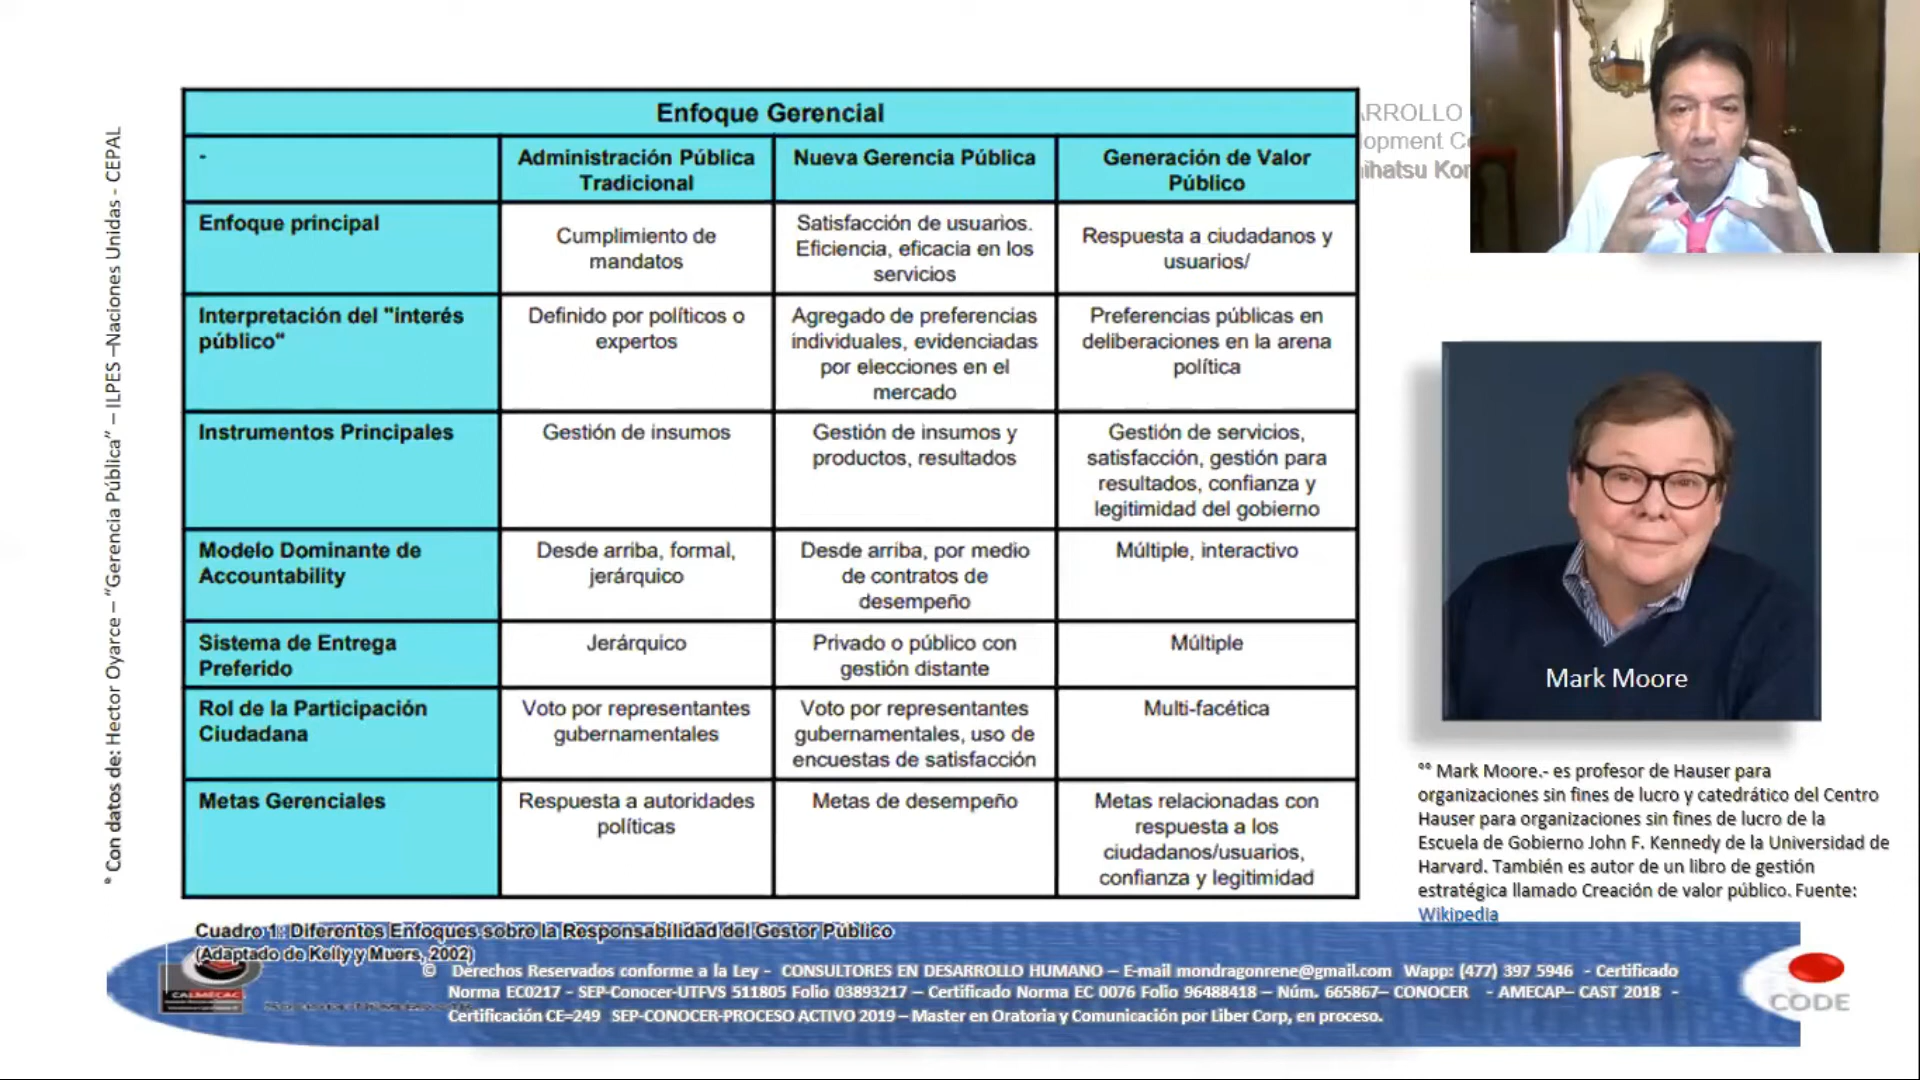 Enfoque Gerencial
-
Administración Pública
Tradicional
Nueva Gerencia Pública
Generación de Valor
Público
Enfoque principal
Cumplimiento de
mandatos
Satisfacción de usuarios.
Eficiencia, eficacia en los
servicios
Respuesta a ciudadanos y
usuarios/
Interpretación del "interés
público"
Definido por políticos o
expertos
Agregado de preferencias
individuales, evidenciadas
por elecciones en el
mercado
Preferencias públicas en
deliberaciones en la arena
política
Instrumentos Principales
Gestión de insumos
Gestión de insumos y
productos, resultados
Gestión de servicios,
satisfacción, gestión para
resultados, confianza y
legitimidad del gobierno
Modelo Dominante de
Accountability
Desde arriba, formal,
jerárquico
Desde arriba, por medio
de contratos de
desempeño
Múltiple, interactivo
Sistema de Entrega
Preferido
Jerárquico
Privado o público con
gestión distante
Múltiple
Rol de la Participación
Ciudadana
Voto por representantes
gubernamentales
Voto por representantes
gubernamentales, uso de
encuestas de satisfacción
Multi-facética
Metas Gerenciales
Respuesta a autoridades
políticas
Metas de desempeño
Metas relacionadas con
respuesta a los
ciudadanos/usuarios,
confianza y legitimidad
Cuadro 1: Diferentes Enfoques sobre la Responsabilidad del Gestor Público
(Adaptado de Kelly y Muers, 2002)
° Con datos de: Hector Oyarce – "Gerencia Pública" – ILPES –Naciones Unidas - CEPAL
RROLLO
lopment C
ihatsu Kon
Mark Moore
°° Mark Moore.- es profesor de Hauser para
organizaciones sin fines de lucro y catedrático del Centro
Hauser para organizaciones sin fines de lucro de la
Escuela de Gobierno John F. Kennedy de la Universidad de
Harvard. También es autor de un libro de gestión
estratégica llamado Creación de valor público. Fuente:
Wikipedia
© Derechos Reservados conforme a la Ley - CONSULTORES EN DESARROLLO HUMANO – E-mail mondragonrene@gmail.com Wapp: (477) 397 5946 - Certificado
Norma EC0217 - SEP-Conocer-UTFVS 511805 Folio 03893217 – Certificado Norma EC 0076 Folio 96488418 – Núm. 665867– CONOCER - AMECAP– CAST 2018 -
Certificación CE=249 SEP-CONOCER-PROCESO ACTIVO 2019 – Master en Oratoria y Comunicación por Liber Corp, en proceso.
CALMECAC
CODE